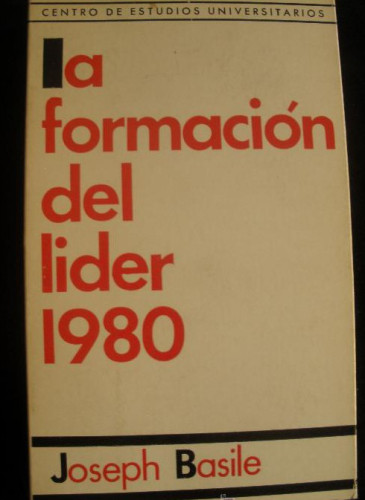 CENTRO DE ESTUDIOS UNIVERSITARIOS
la
formación
del
lider
1980
Joseph Basile